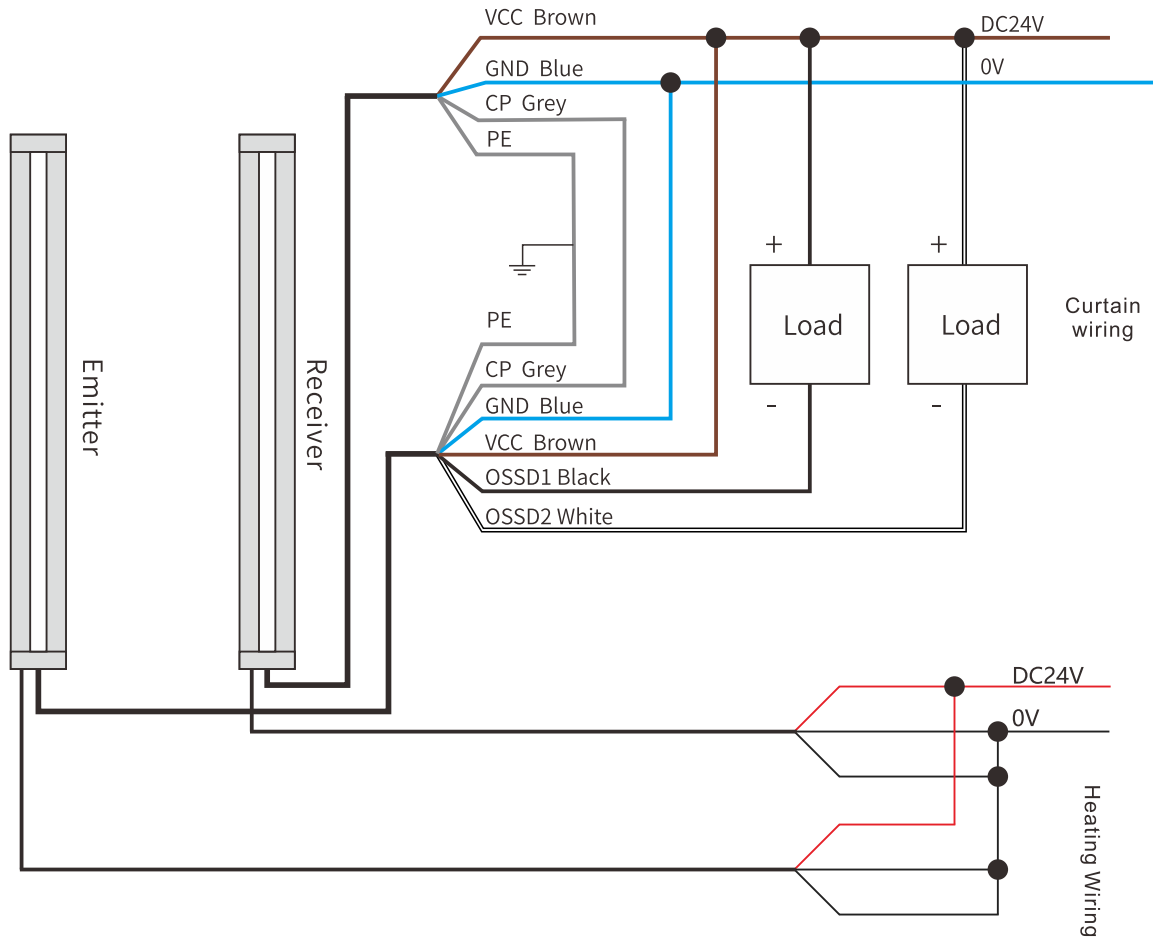 VCC Brown
DC24V
GND Blue
0V
CP Grey
PE
+
+
PE
Load
Load
Curtain
wiring
Emitter
Receiver
CP Grey
GND Blue
-
-
VCC Brown
OSSD1 Black
OSSD2 White
DC24V
0V
Heating Wiring